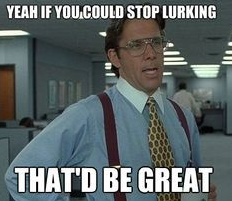 YEAH IF YOU COULD STOP LURKING
THAT'D BE GREAT